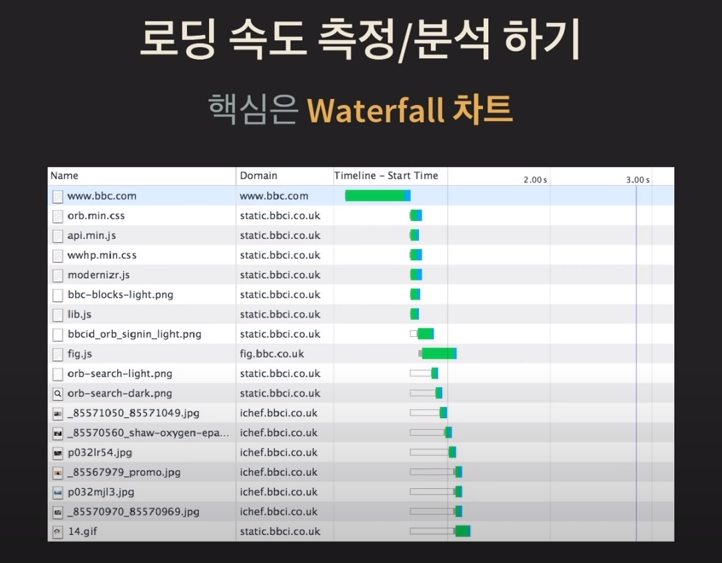 로딩 속도 측정/분석 하기
핵심은 Waterfall 차트
Name Domain Timeline – Start Time 2.00s 3.00s
www.bbc.com www.bbc.com
orb.min.css static.bbci.co.uk
api.min.js static.bbci.co.uk
wwhp.min.css static.bbci.co.uk
modernizr.js static.bbci.co.uk
bbc-blocks-light.png static.bbci.co.uk
lib.js static.bbci.co.uk
bbcid_orb_signin_light.png static.bbci.co.uk
fig.js fig.bbc.co.uk
orb-search-light.png static.bbci.co.uk
orb-search-dark.png static.bbci.co.uk
_85571050_85571049.jpg ichef.bbci.co.uk
_85570560_shaw-oxygen-epa... ichef.bbci.co.uk
p032lr54.jpg ichef.bbci.co.uk
_85567979_promo.jpg ichef.bbci.co.uk
p032mjl3.jpg ichef.bbci.co.uk
_85570970_85570969.jpg ichef.bbci.co.uk
14.gif static.bbci.co.uk